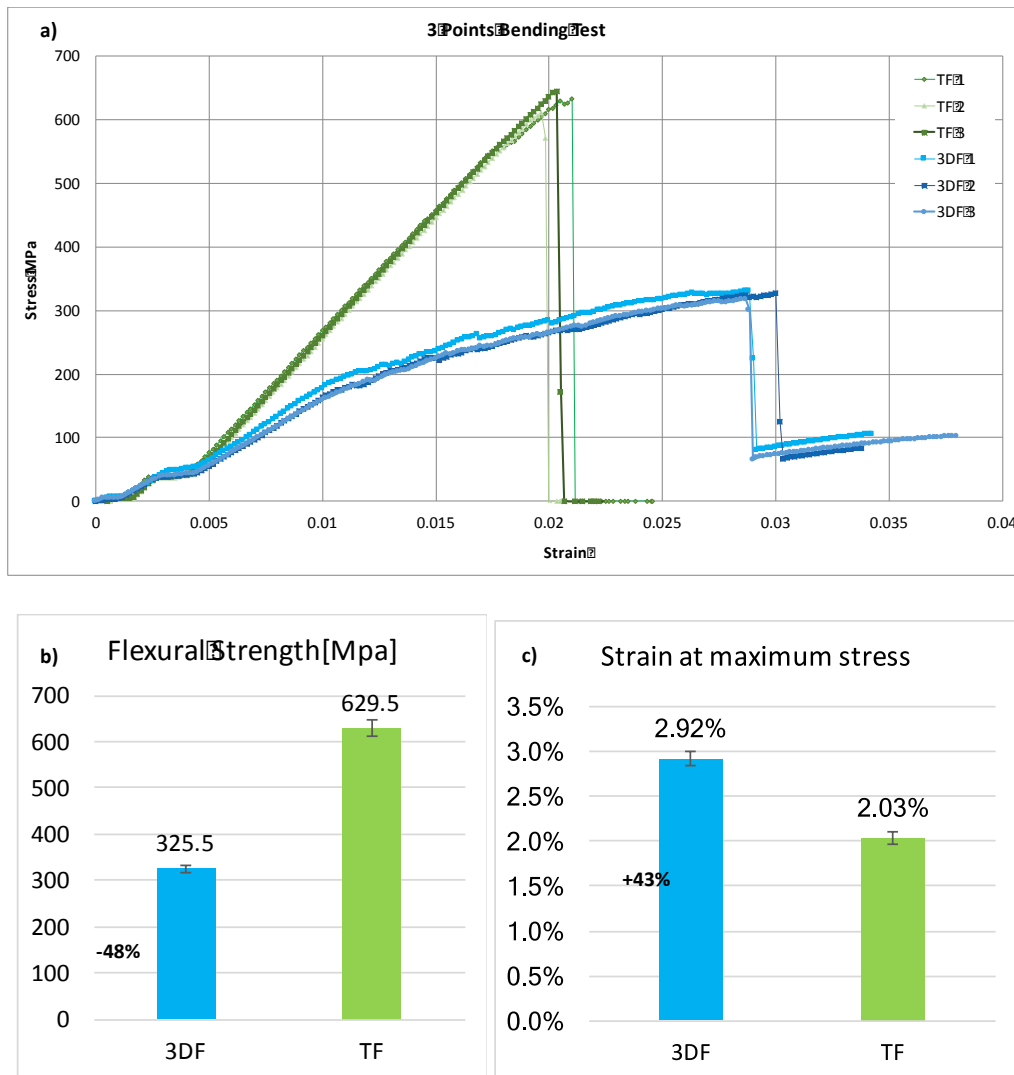 a)
3⍰Points⍰Bending⍰Test
700
600
500
400
300
200
100
0
0 0.005 0.01 0.015 0.02 0.025 0.03 0.035 0.04
Stress⍰MPa
Strain⍰
TF⍰1
TF⍰2
TF⍰3
3DF⍰1
3DF⍰2
3DF⍰3
b) Flexural⍰Strength[Mpa]
700
600
500
400
300
200
100
0
325.5
629.5
-48%
3DF TF
c) Strain at maximum stress
3.5%
3.0%
2.5%
2.0%
1.5%
1.0%
0.5%
0.0%
2.92%
2.03%
+43%
3DF TF